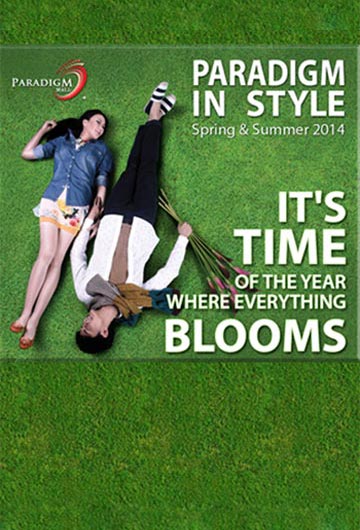 PARADIGM
MALL
PARADIGM
IN STYLE
Spring & Summer 2014
IT'S
TIME
OF THE YEAR
WHERE EVERYTHING
BLOOMS